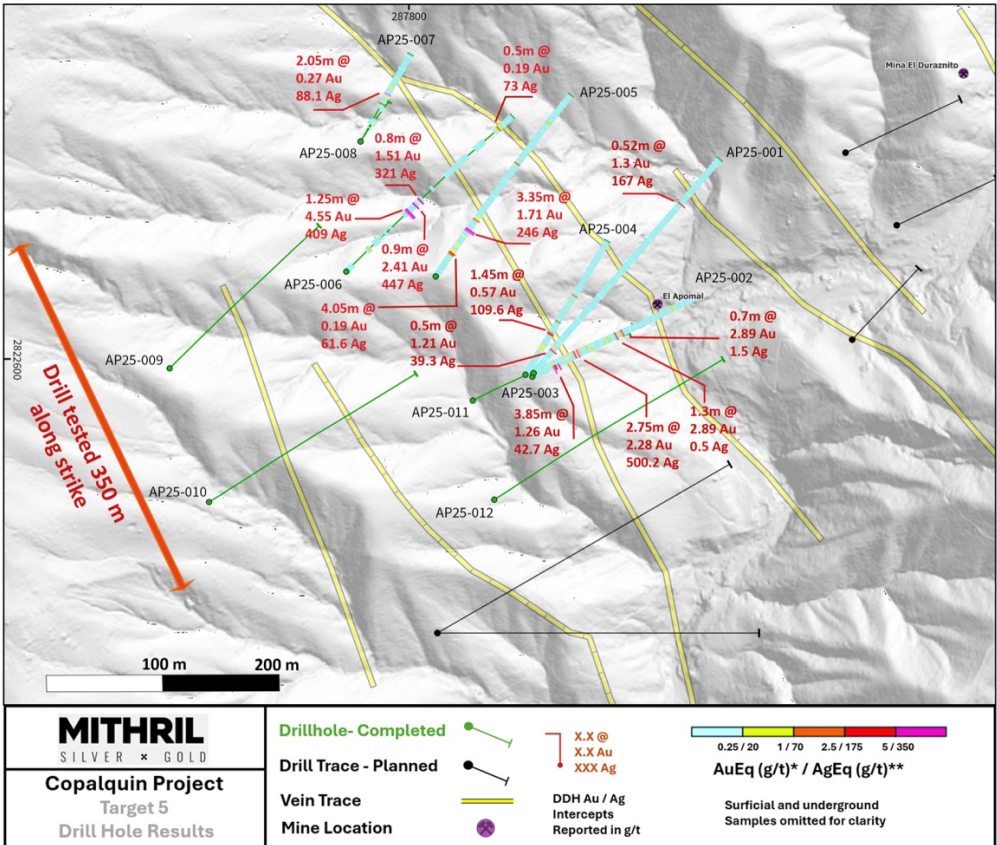 287800
AP25-007
2.05m @
0.27 Au
88.1 Ag
0.5m @
0.19 Au
73 Ag
AP25-005
Mina El Duraznito
AP25-008
0.8m @
1.51 Au
321 Ag
0.52m @
1.3 Au
167 Ag
AP25-001
1.25m @
4.55 Au
409 Ag
3.35m @
1.71 Au
246 Ag
AP25-004
0.9m @
2.41 Au
447 Ag
AP25-006
1.45m @
0.57 Au
109.6 Ag
AP25-002
El Apomal
4.05m @
0.19 Au
61.6 Ag
0.5m @
1.21 Au
39.3 Ag
0.7m @
2.89 Au
1.5 Ag
2822600
AP25-009
AP25-003
AP25-011
Drill tested 350 m
along strike
3.85m @
1.26 Au
42.7 Ag
2.75m @
2.28 Au
500.2 Ag
1.3m @
2.89 Au
0.5 Ag
AP25-010
AP25-012
100 m
200 m
MITHRIL
SILVER × GOLD
Copalquin Project
Target 5
Drill Hole Results
Drillhole- Completed
Drill Trace - Planned
Vein Trace
Mine Location
X.X @
X.X Au
XXX Ag
DDH Au / Ag
Intercepts
Reported in g/t
0.25 / 20
1 / 70
2.5 / 175
5 / 350
AuEq (g/t)* / AgEq (g/t)**
Surficial and underground
Samples omitted for clarity